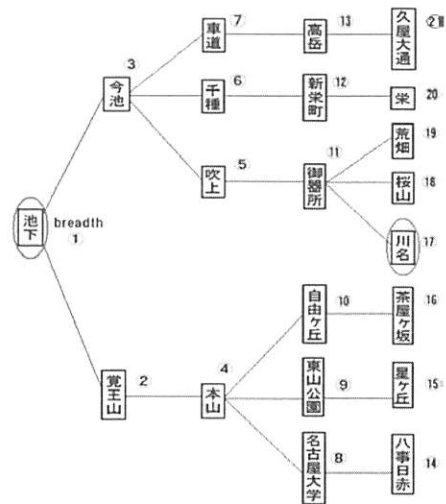 7
車道
13
高岳
久屋大通
21
3
今池
6
千種
12
新栄町
栄
20
荒畑
19
5
吹上
11
御器所
桜山
18
川名
17
池下
breadth
1
2
覚王山
4
本山
自由ヶ丘
10
茶屋ヶ坂
16
東山公園
9
星ヶ丘
15
名古屋大学
8
八事日赤
14